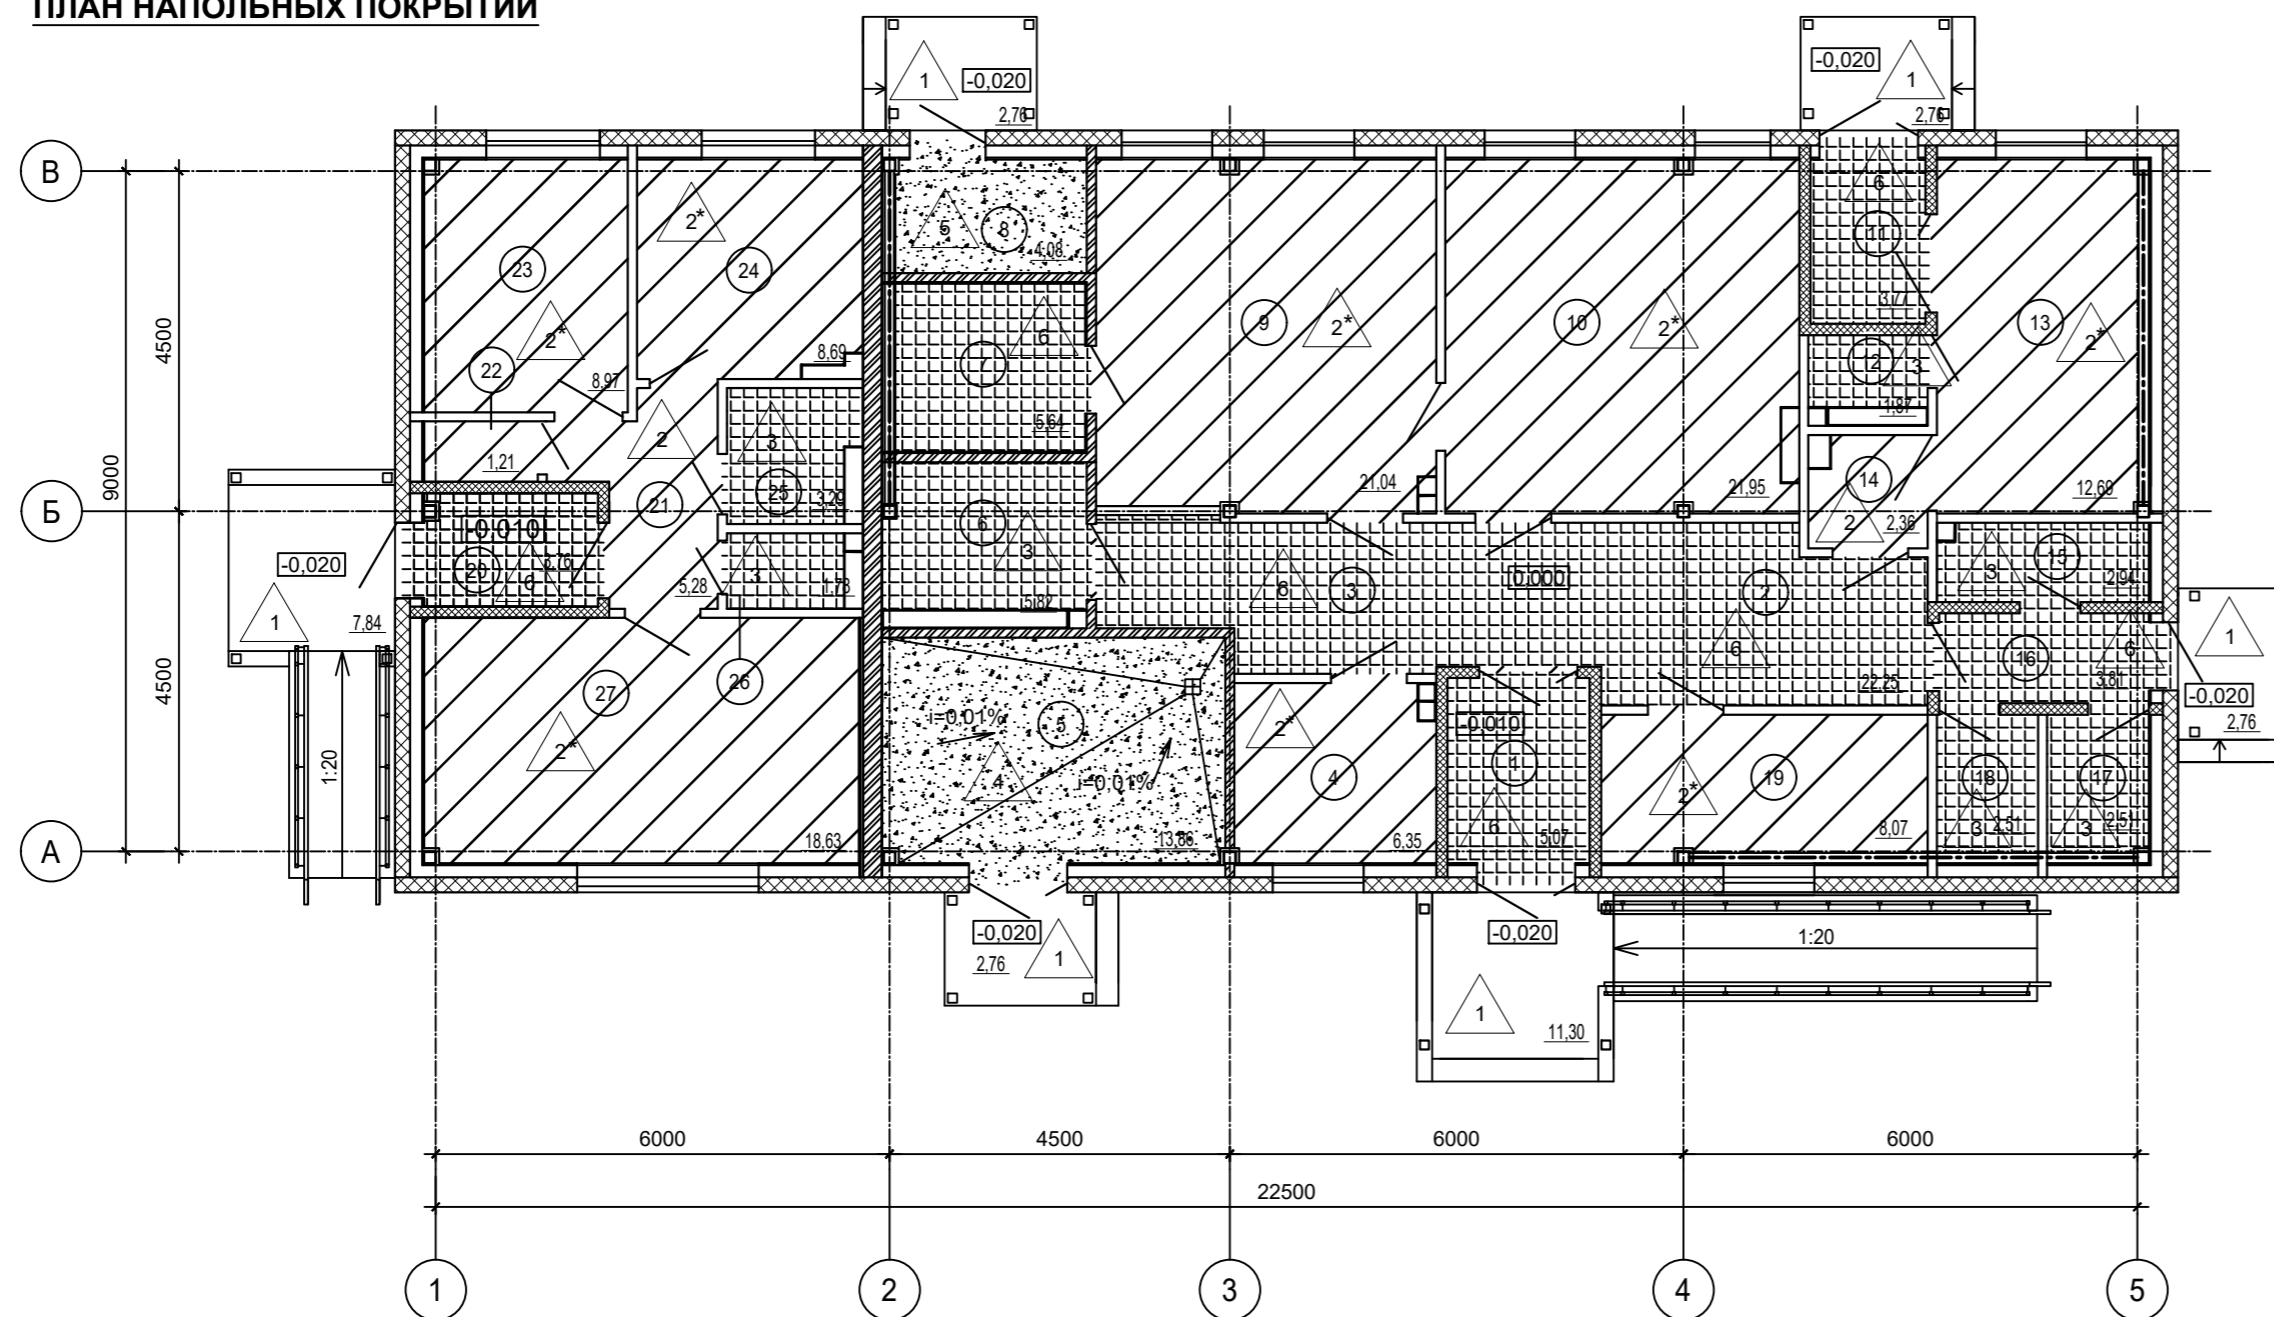 ПЛАН НАПОЛЬНЫХ ПОКРЫТИЙ
1 -0,020 2,76
-0,020 1 2,76
В
23 2* 24 2* 8,97 8,69 22
5 8 4,08
7 6 5,64
9 2* 21,04
10 2* 21,95
6 11 3,77
12 3 1,87
13 2* 12,69
14 2 2,36
4500
9000
4500
1,21
2
21 5,28
3 25 3,29
3 1,78
26
Б
-0,010
20 6 3,76
-0,020
1 7,84
1:20
6 3 5,82
6 3
0,000
2 6 22,25
3 15 2,94
16 6 3,81
1
-0,020
2,76
27 2* 18,63
i=0,01%
5
4
i=0,01%
13,86
2* 4 6,35
-0,010
1 6 5,07
2* 19 8,07
18 3 2,51
17 3 2,51
А
-0,020
2,76 1
-0,020
1 11,30
1:20
6000 4500 6000 6000
22500
1 2 3 4 5